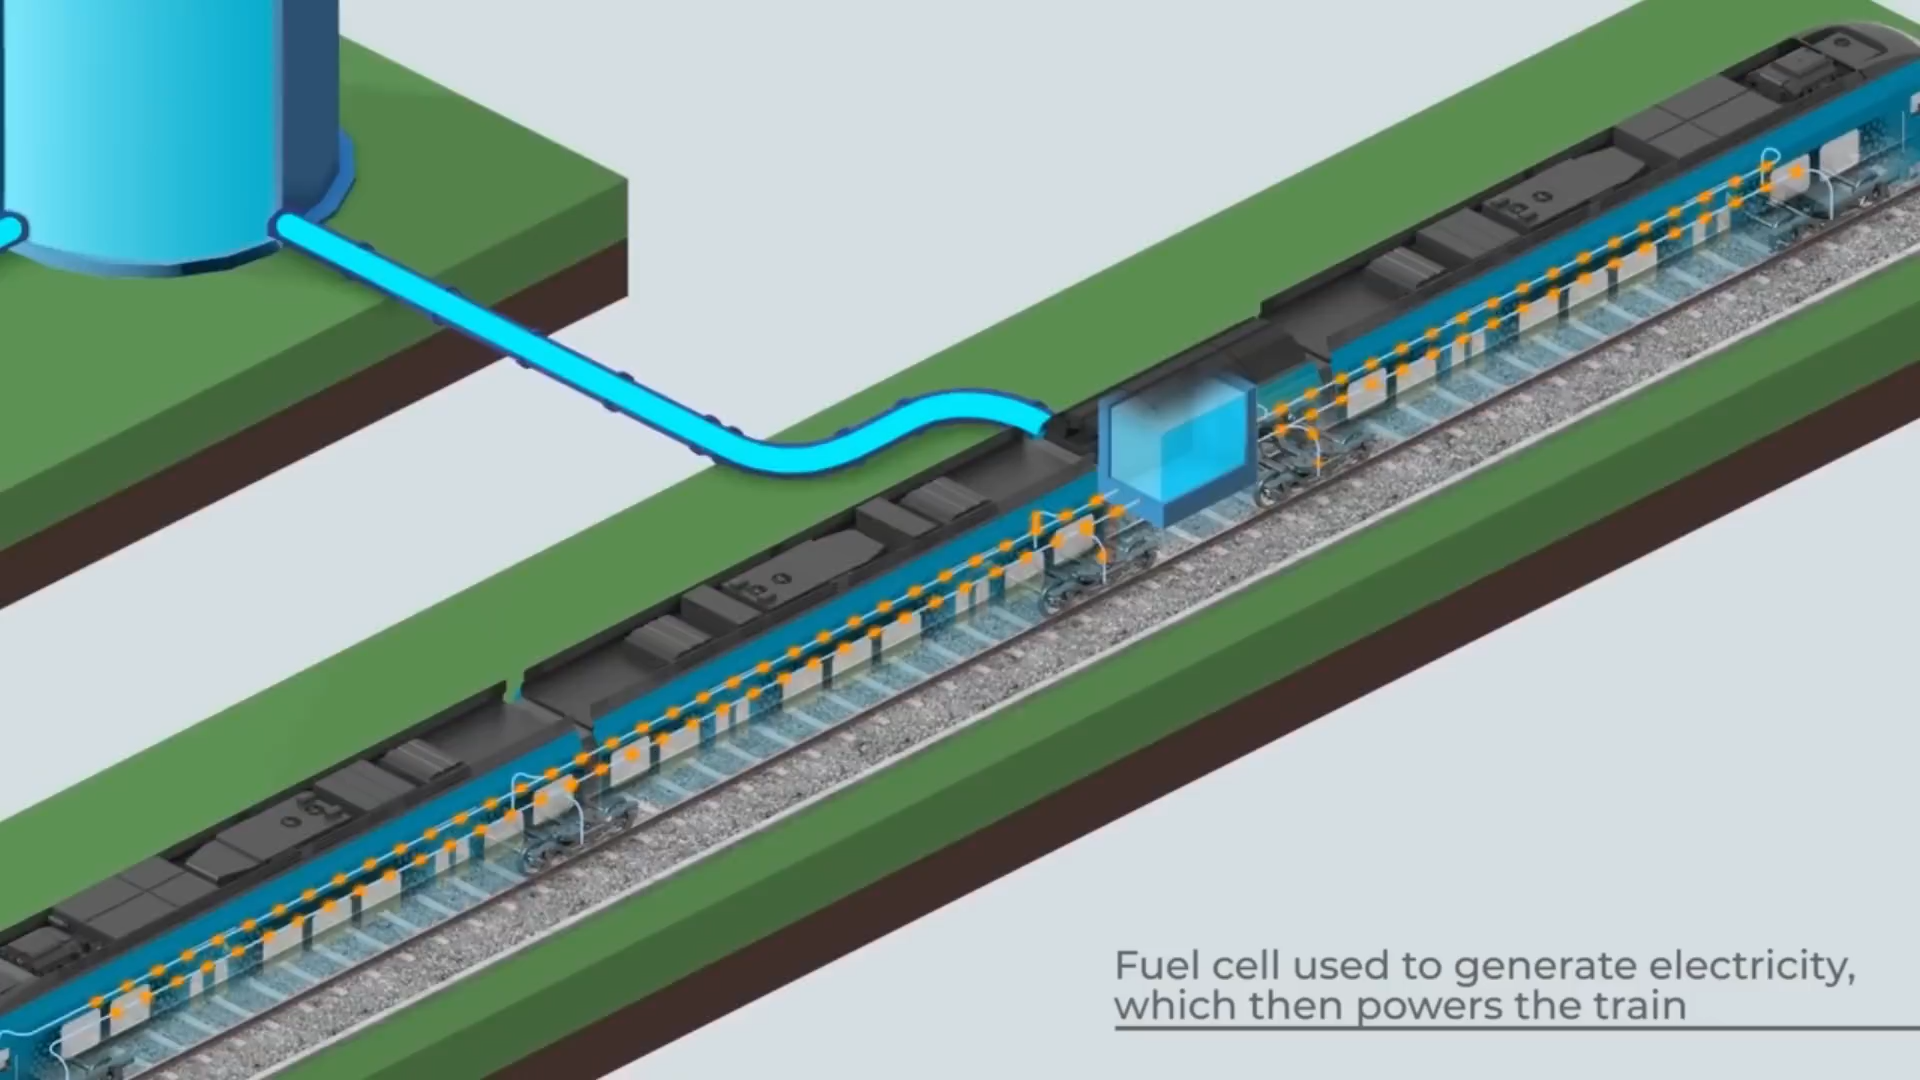 Fuel cell used to generate electricity,
which then powers the train